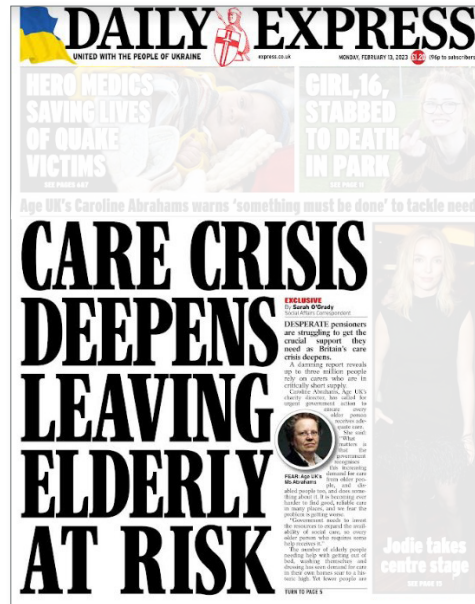 DAILY EXPRESS
UNITED WITH THE PEOPLE OF UKRAINE
express.co.uk
MONDAY, FEBRUARY 13, 2023
(96p to subscribers
HERO MEDICS
SAVING LIVES
OF QUAKE
VICTIMS
SEE PAGES 6&7
GIRL, 16,
STABBED
TO DEATH
IN PARK
SEE PAGE
Age UK's Caroline Abrahams warns 'something must be done' to tackle need
CARE CRISIS
DEEPENS
LEAVING
ELDERLY
AT RISK
EXCLUSIVE
By Sarah O'Grady
Social Affairs Correspondent
DESPERATE pensioners
are struggling to get the
crucial support they
need as Britain's care
crisis deepens.
A damning report reveals
up to three million people
rely on carers who are in
critically short supply.
Caroline Abrahams, Age UK's
charity director, has called for
urgent government action to
ensure every
older person
receives ade-
quate care.
She said:
"What
matters is
that the
government
recognises
this increasing
demand for care
from older peo-
ple, and dis-
abled people too, and does some-
thing about it. It is becoming ever
harder to find good, reliable care
in many places, and we fear the
problem is getting worse.
"Government needs to invest
the resources to expand the avail-
ability of social care, so every
older person who requires some
help receives it."
The number of elderly people
needing help with getting out of
bed, washing themselves and
dressing has seen demand for care
in their own homes soar to a his-
toric high. Yet fewer people are
TURN TO PAGE 5
FEAR: Age UK's
Ms Abrahams
Jodie takes
centre stage
SEE PAGE